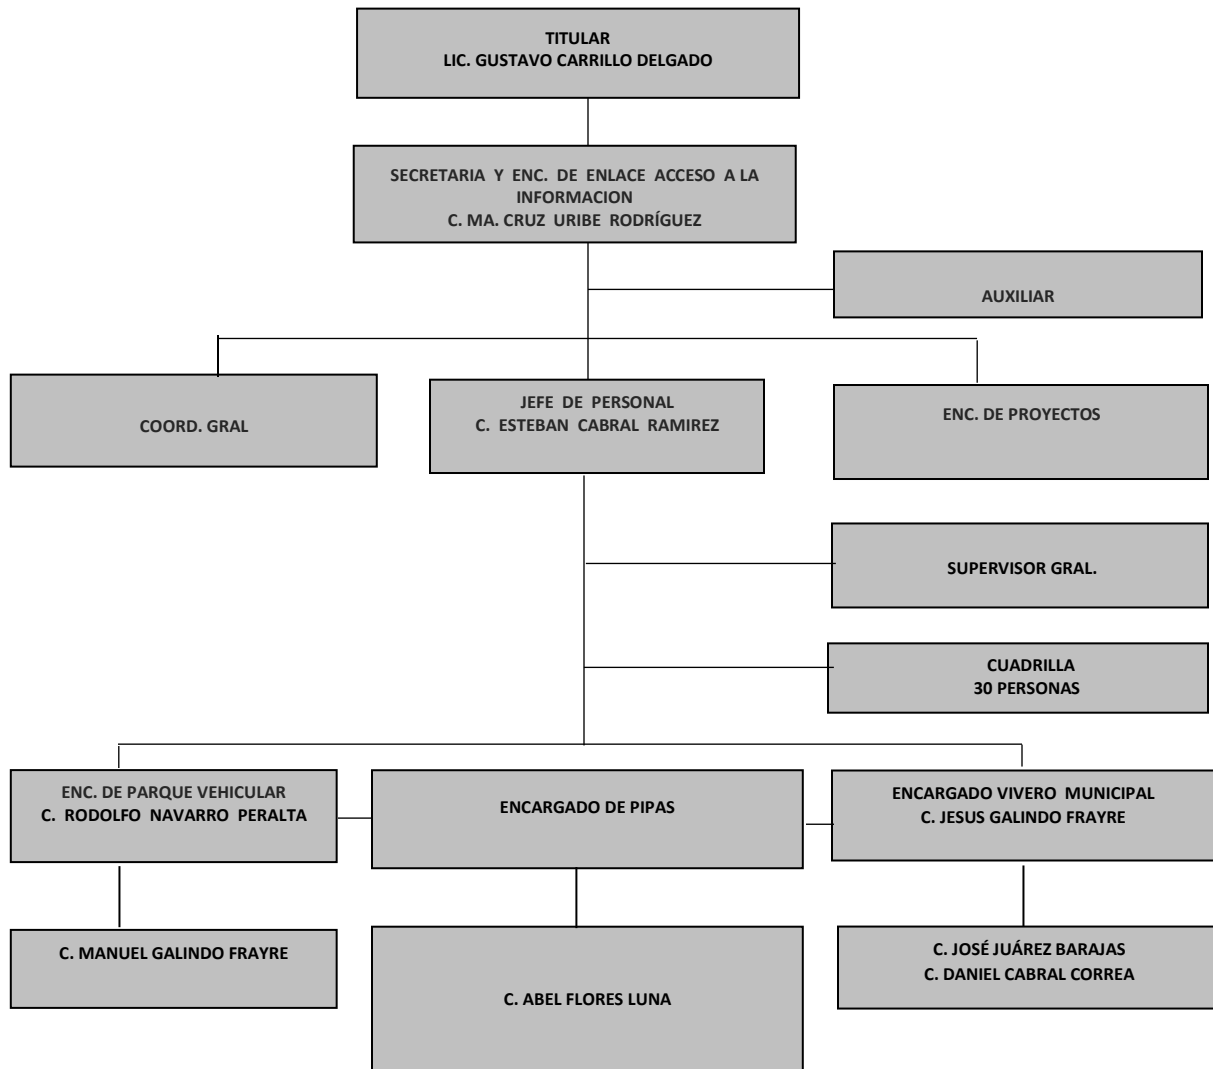 TITULAR
LIC. GUSTAVO CARRILLO DELGADO
SECRETARIA Y ENC. DE ENLACE ACCESO A LA
INFORMACION
C. MA. CRUZ URIBE RODRÍGUEZ
AUXILIAR
COORD. GRAL
JEFE DE PERSONAL
C. ESTEBAN CABRAL RAMIREZ
ENC. DE PROYECTOS
SUPERVISOR GRAL.
CUADRILLA
30 PERSONAS
ENC. DE PARQUE VEHICULAR
C. RODOLFO NAVARRO PERALTA
ENCARGADO DE PIPAS
ENCARGADO VIVERO MUNICIPAL
C. JESUS GALINDO FRAYRE
C. MANUEL GALINDO FRAYRE
C. ABEL FLORES LUNA
C. JOSÉ JUÁREZ BARAJAS
C. DANIEL CABRAL CORREA